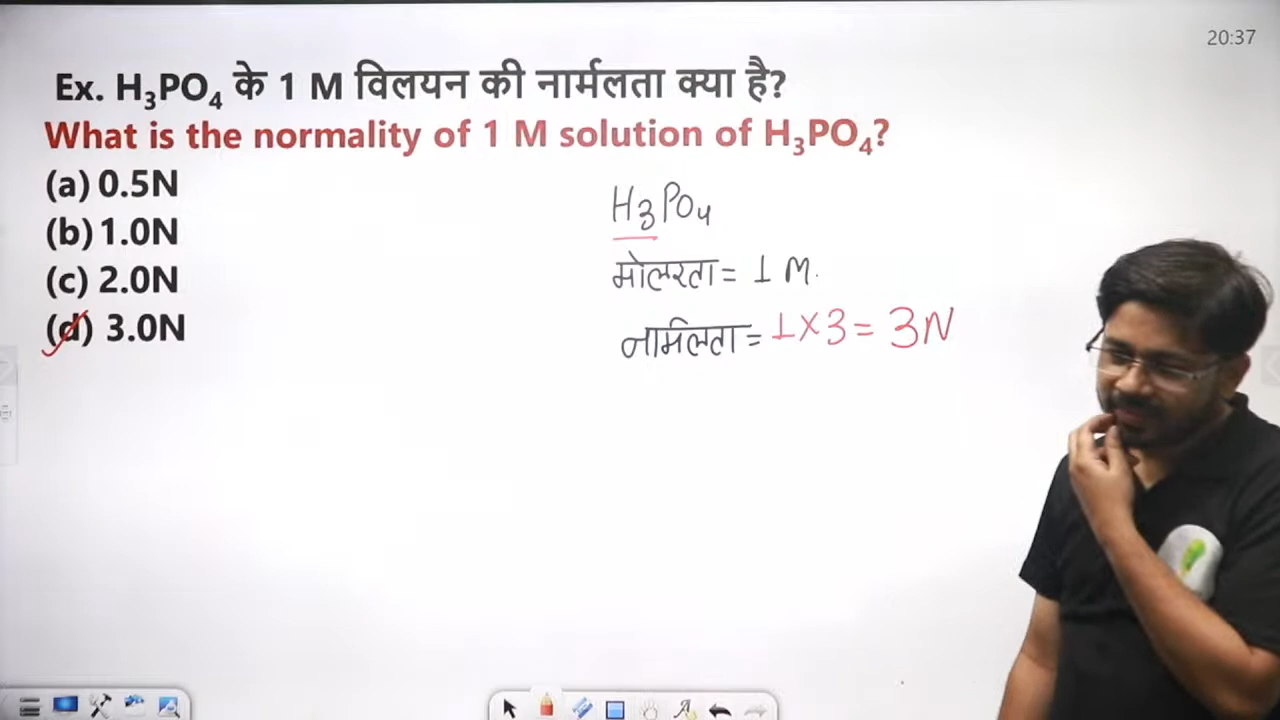 20:37
Ex. H₃PO₄ के 1 M विलयन की नार्मलता क्या है?
What is the normality of 1 M solution of H₃PO₄?
(a) 0.5N
(b) 1.0N
(c) 2.0N
(d) 3.0N
H₃PO₄
मोलरता = 1 M.
नार्मलता = 1 × 3 = 3N